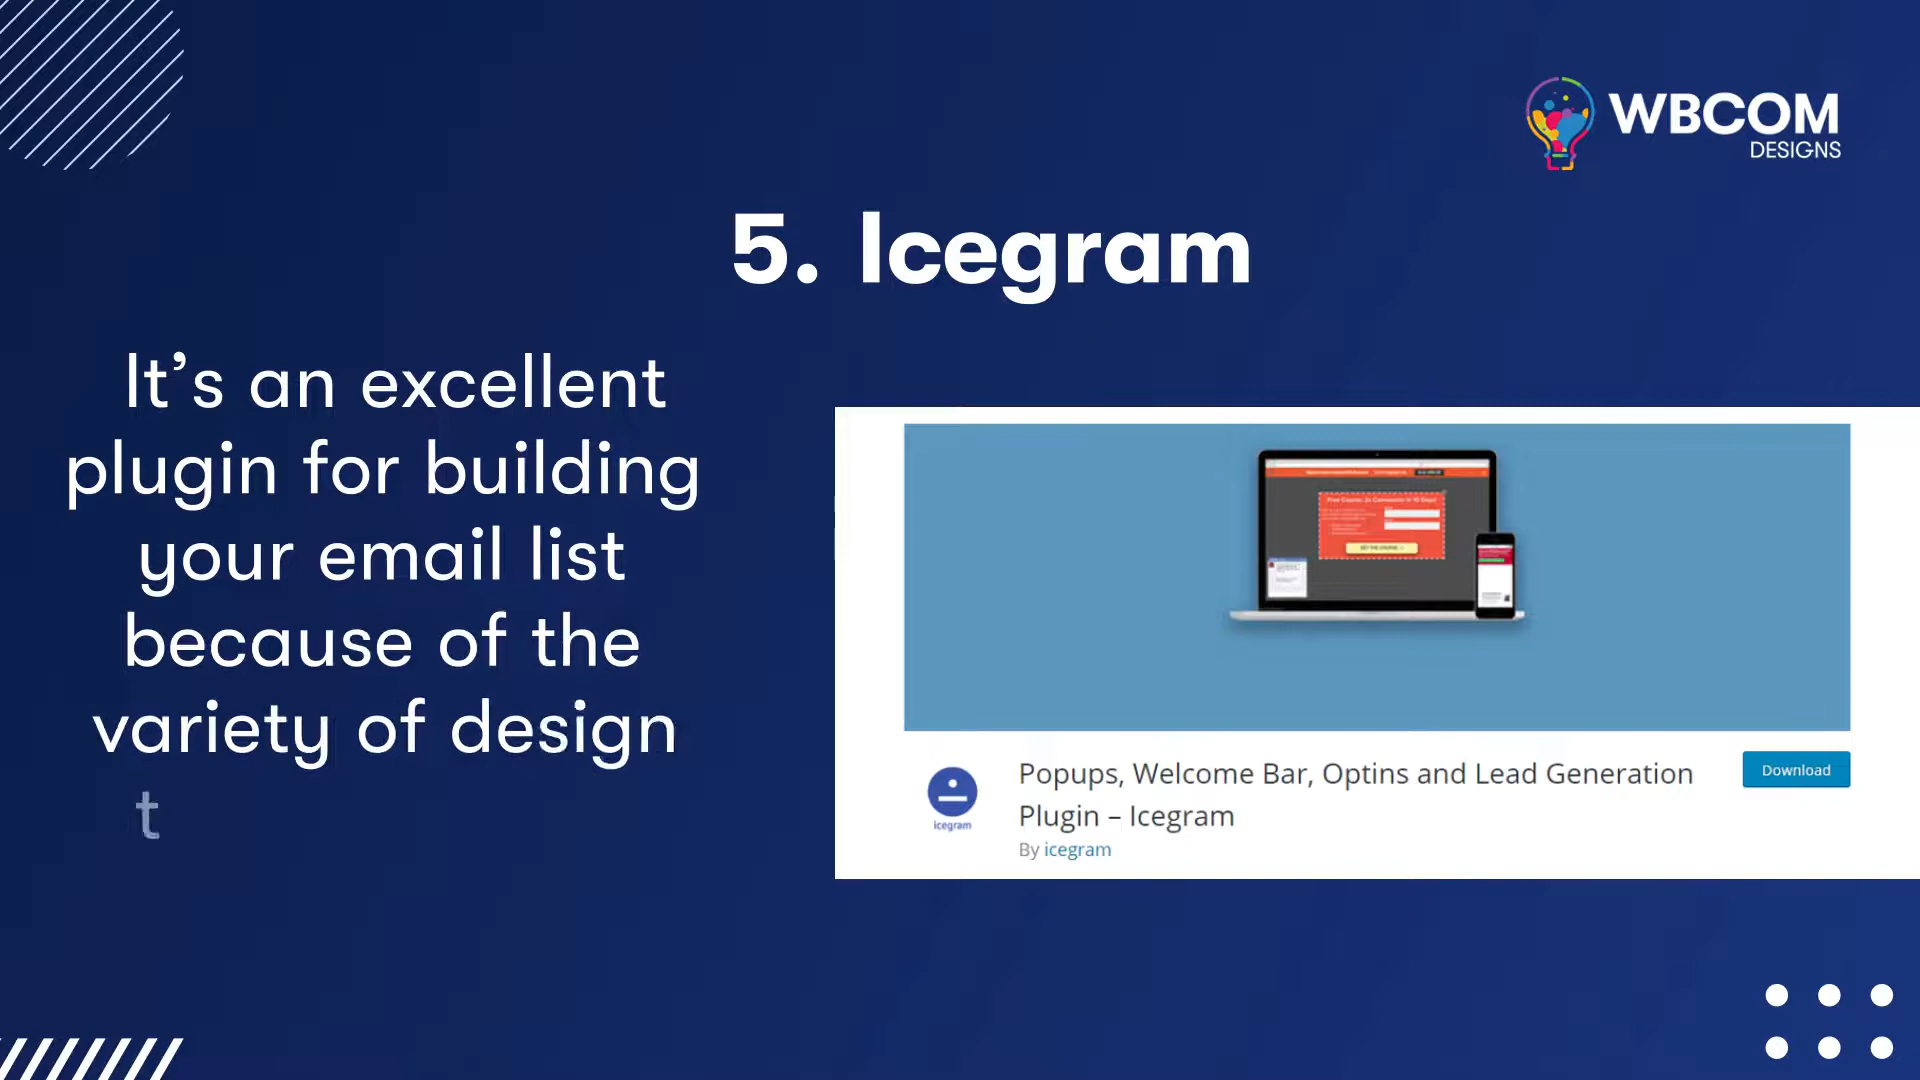 WBCOM
DESIGNS
5. Icegram
It’s an excellent
plugin for building
your email list
because of the
variety of design
t
Popups, Welcome Bar, Optins and Lead Generation
Plugin – Icegram
By icegram
Download
icegram